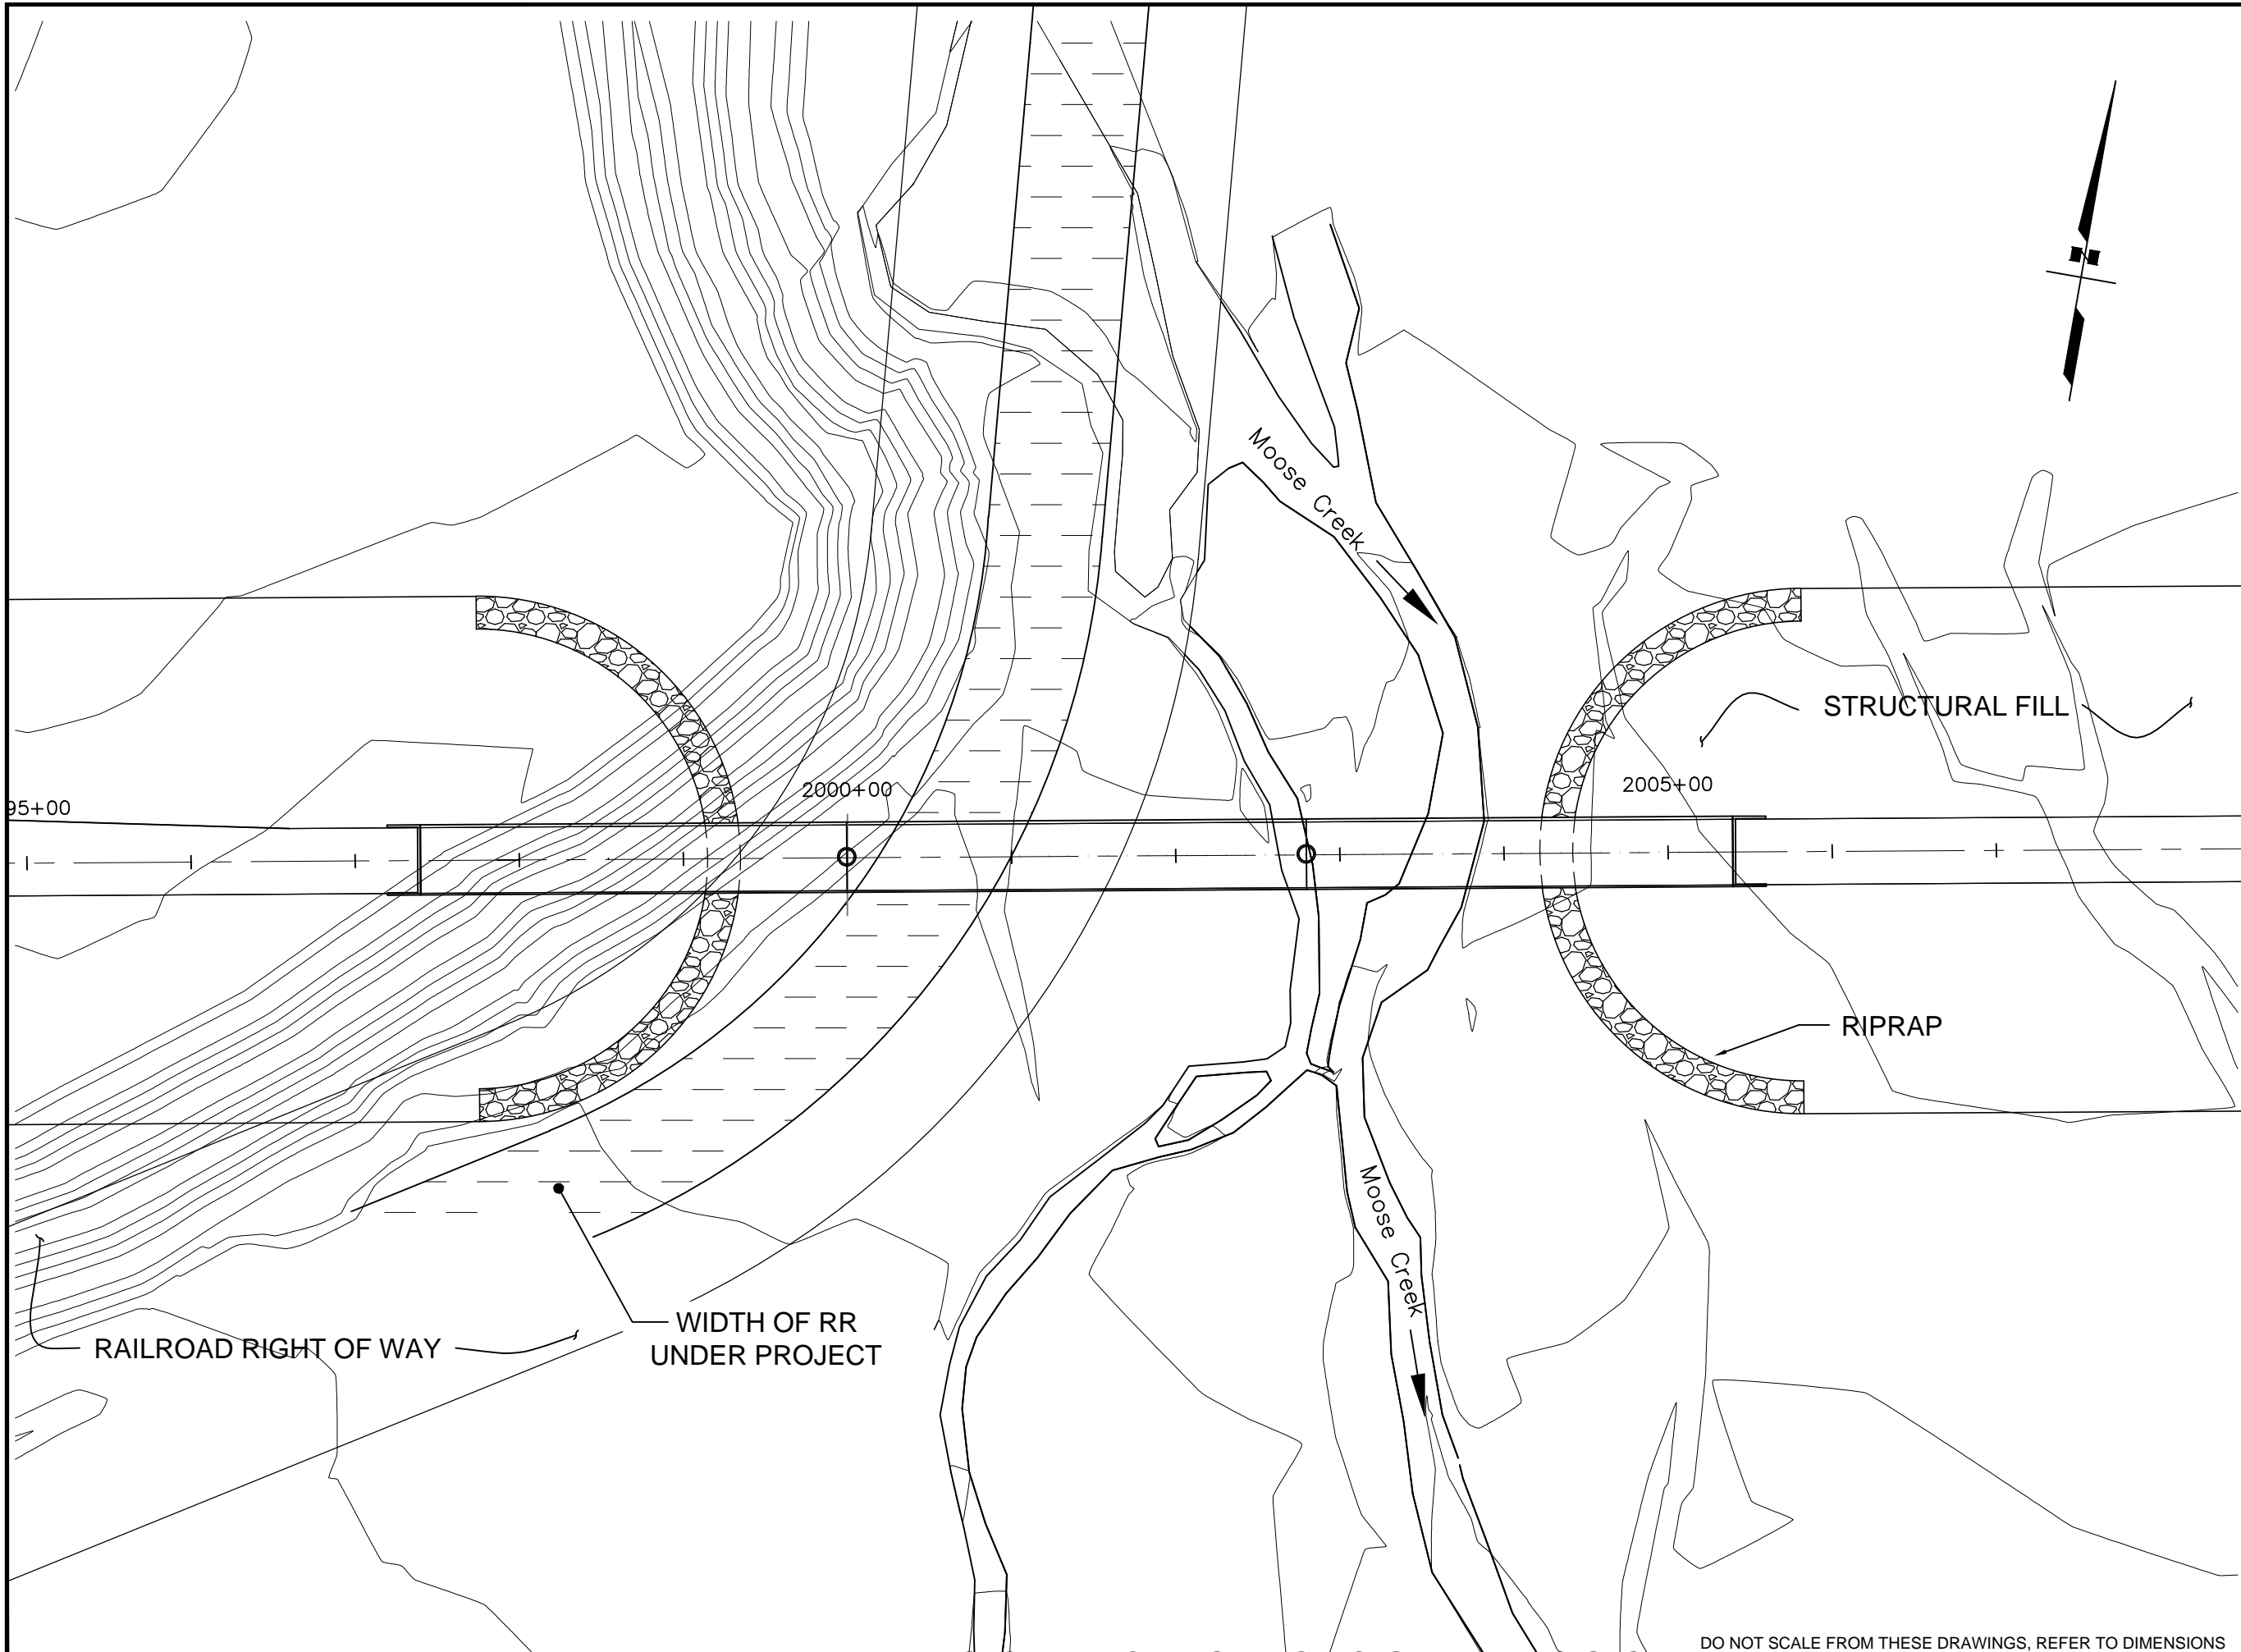 Moose Creek
STRUCTURAL FILL
2000+00
2005+00
95+00
RIPRAP
Moose Creek
WIDTH OF RR
UNDER PROJECT
RAILROAD RIGHT OF WAY
DO NOT SCALE FROM THESE DRAWINGS, REFER TO DIMENSIONS